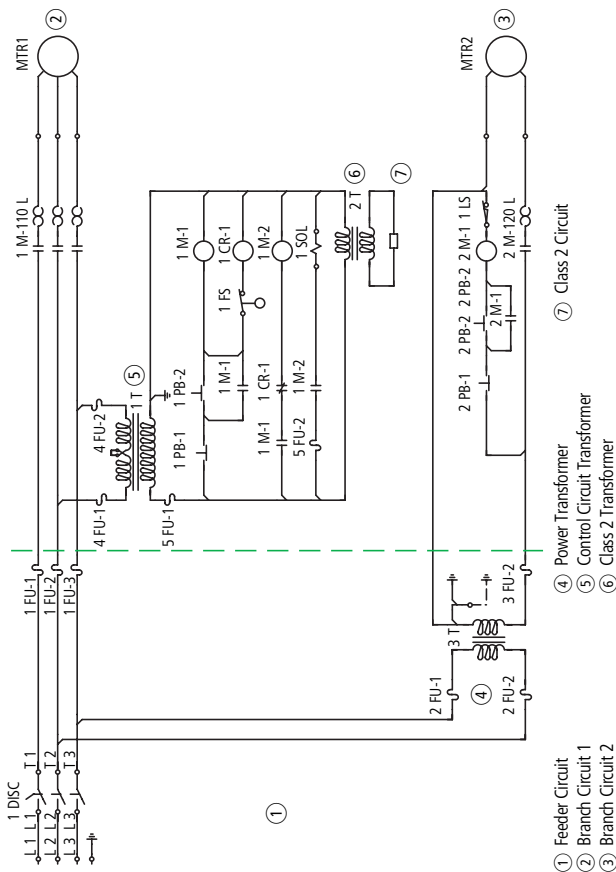 1 DISC
L 1 L 1 T 1
L 2 L 2 T 2
L 3 L 3 T 3
1 FU-1
1 FU-2
1 FU-3
1 M-1 10 L
MTR1
②
4 FU-1
4 FU-2
1 T ⑤
5 FU-1
1 PB-1
1 PB-2
1 M-1
1 M-1
1 FS
1 CR-1
1 M-1
1 CR-1
1 M-2
5 FU-2
1 M-2
1 SOL
2 T ⑥
⑦
①
2 FU-1
2 FU-2
④
3 T
3 FU-2
2 PB-1
2 PB-2
2 PB-2
2 M-1
2 M-1
1 LS
2 M-1 20 L
MTR2
③
① Feeder Circuit
② Branch Circuit 1
③ Branch Circuit 2
④ Power Transformer
⑤ Control Circuit Transformer
⑥ Class 2 Transformer
⑦ Class 2 Circuit